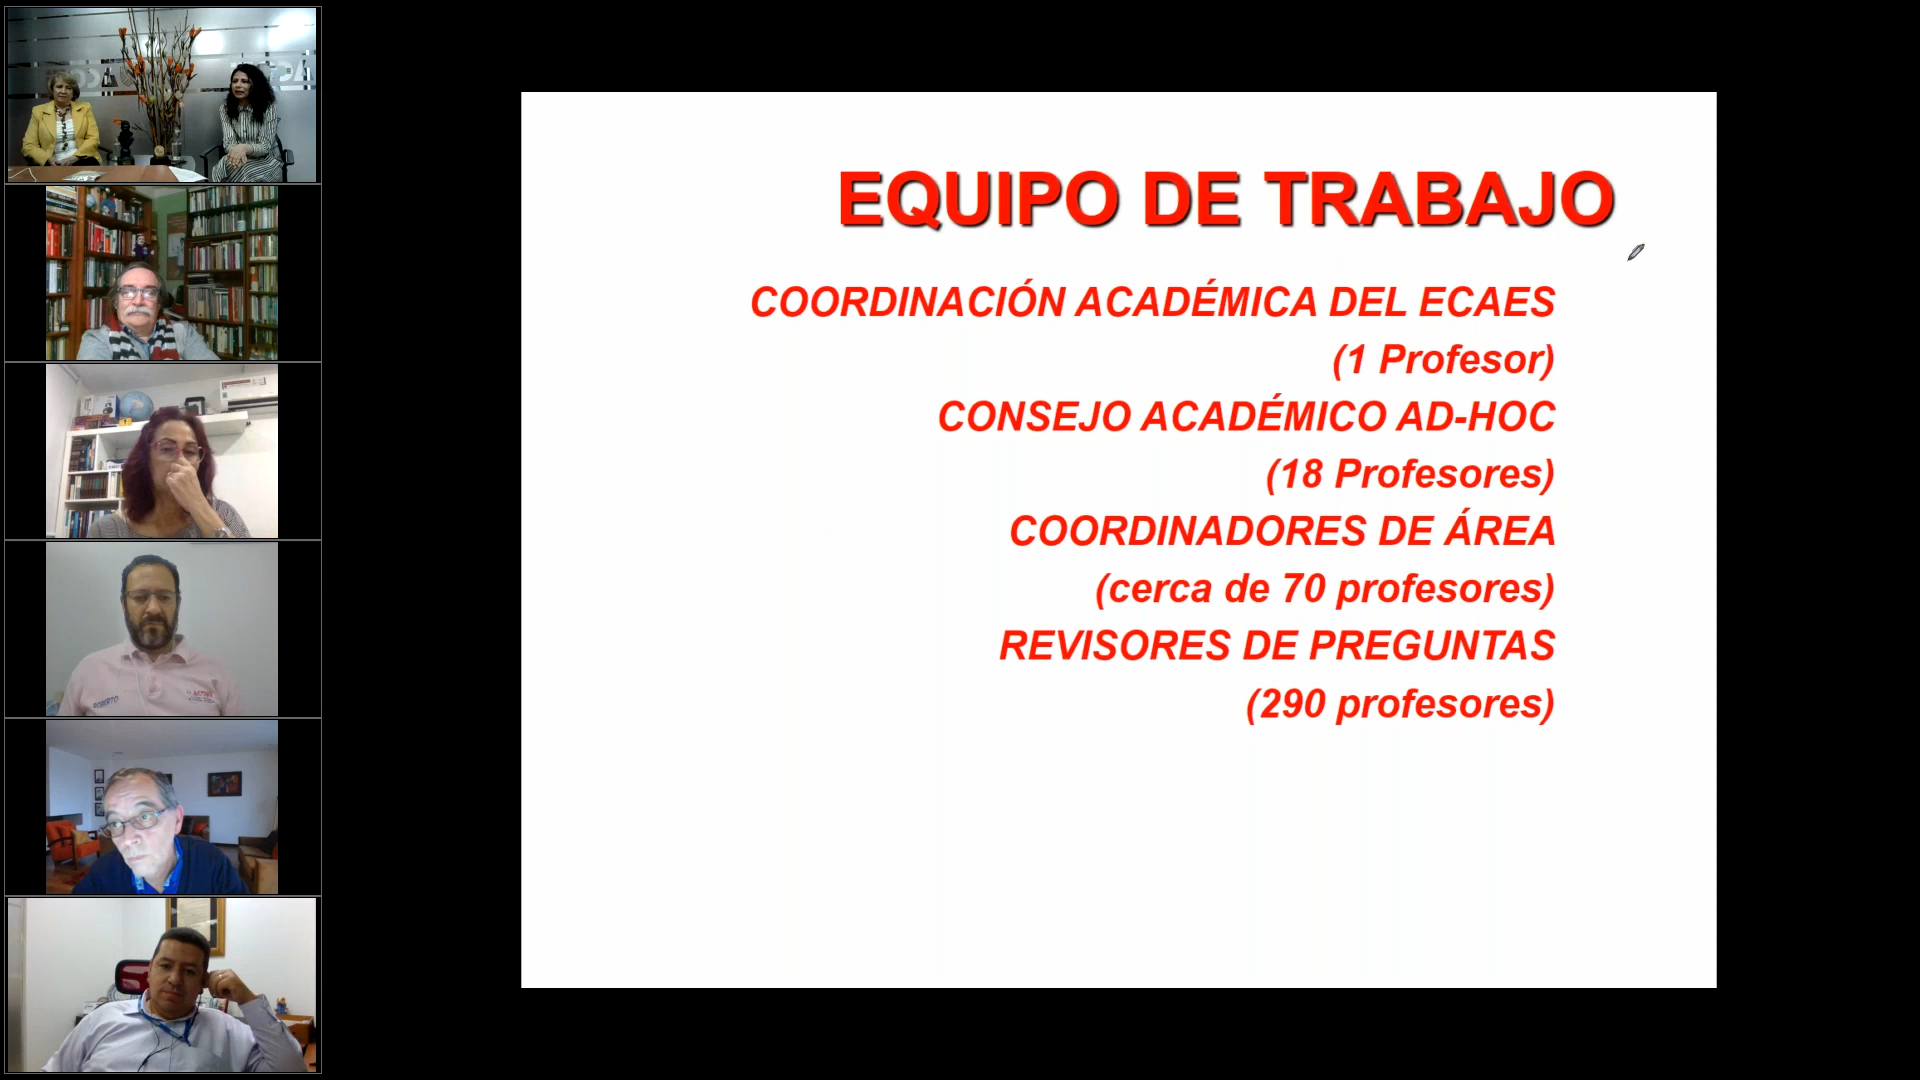 EQUIPO DE TRABAJO
COORDINACIÓN ACADÉMICA DEL ECAES
(1 Profesor)
CONSEJO ACADÉMICO AD-HOC
(18 Profesores)
COORDINADORES DE ÁREA
(cerca de 70 profesores)
REVISORES DE PREGUNTAS
(290 profesores)
ROBERTO